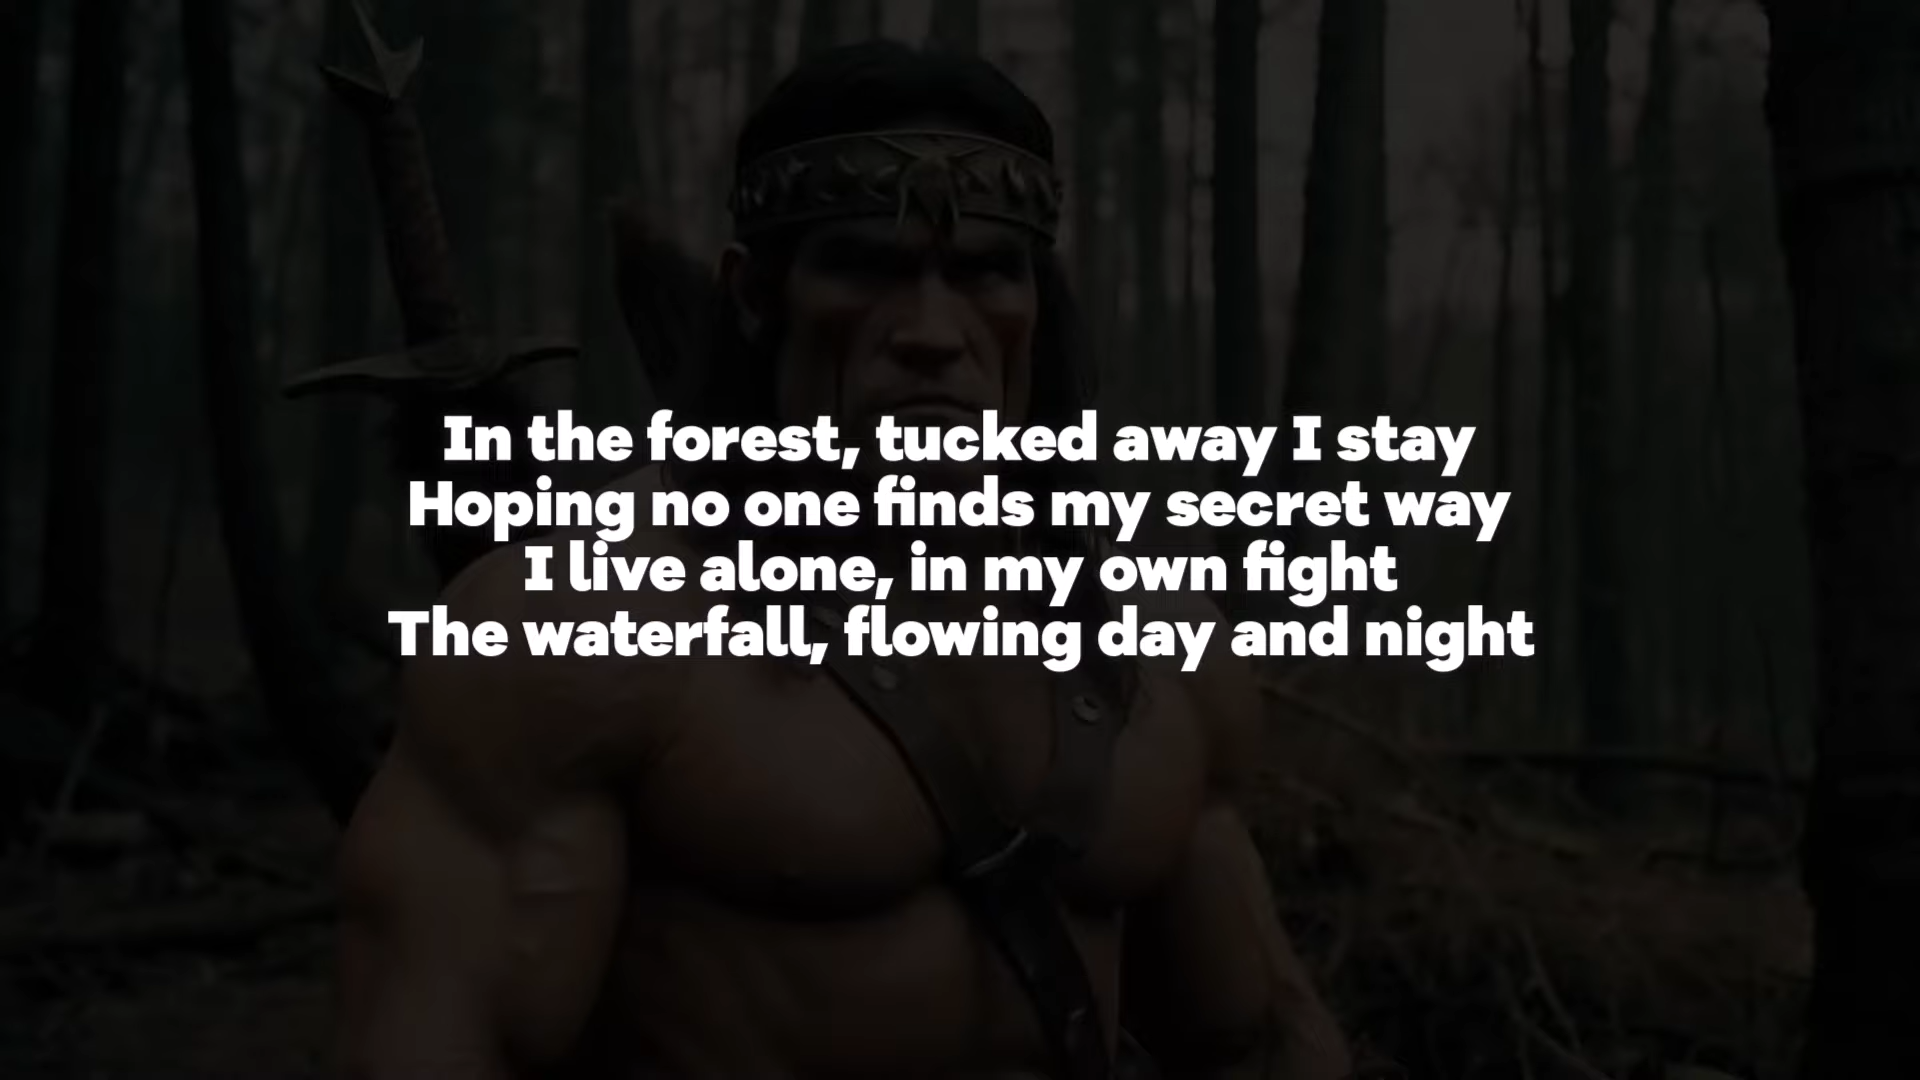 In the forest, tucked away I stay
Hoping no one finds my secret way
I live alone, in my own fight
The waterfall, flowing day and night